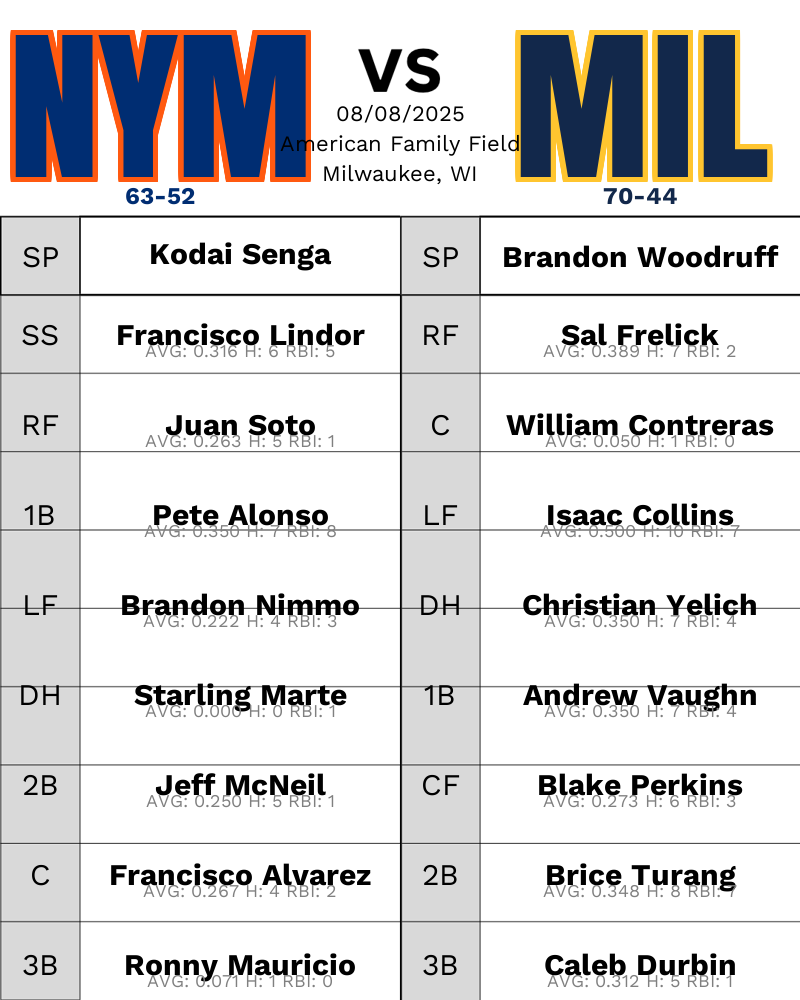 NYM VS MIL
08/08/2025
American Family Field
Milwaukee, WI
63-52 70-44
SP Kodai Senga SP Brandon Woodruff
SS Francisco Lindor RF Sal Frelick
AVG: 0.316 H: 6 RBI: 5 AVG: 0.389 H: 7 RBI: 2
RF Juan Soto C William Contreras
AVG: 0.263 H: 5 RBI: 1 AVG: 0.050 H: 1 RBI: 0
1B Pete Alonso LF Isaac Collins
AVG: 0.350 H: 7 RBI: 8 AVG: 0.500 H: 10 RBI: 7
LF Brandon Nimmo DH Christian Yelich
AVG: 0.222 H: 4 RBI: 3 AVG: 0.350 H: 7 RBI: 4
DH Starling Marte 1B Andrew Vaughn
AVG: 0.000 H: 0 RBI: 1 AVG: 0.350 H: 7 RBI: 4
2B Jeff McNeil CF Blake Perkins
AVG: 0.250 H: 5 RBI: 1 AVG: 0.273 H: 6 RBI: 3
C Francisco Alvarez 2B Brice Turang
AVG: 0.267 H: 4 RBI: 2 AVG: 0.348 H: 8 RBI: 7
3B Ronny Mauricio 3B Caleb Durbin
AVG: 0.071 H: 1 RBI: 0 AVG: 0.312 H: 5 RBI: 1